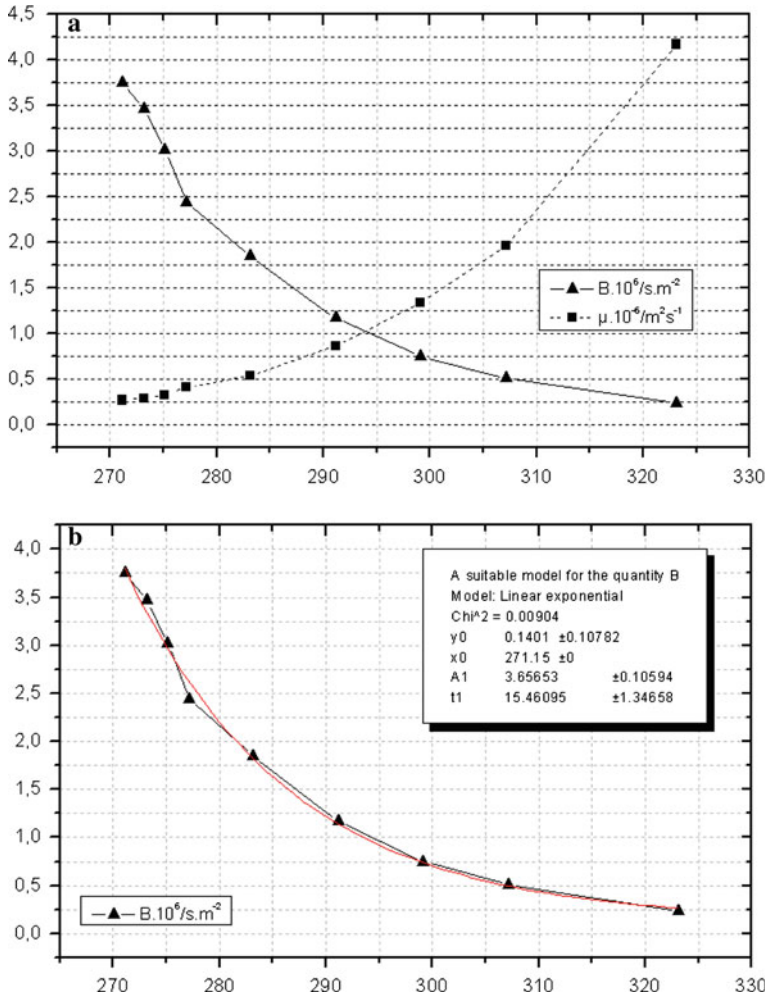 a
4,5
4,0
3,5
3,0
2,5
2,0
1,5
1,0
0,5
0,0
B.10⁶/s.m⁻²
μ.10⁻⁶/m²s⁻¹
270 280 290 300 310 320 330
b
4,0
3,5
3,0
2,5
2,0
1,5
1,0
0,5
0,0
A suitable model for the quantity B
Model: Linear exponential
Chi^2 = 0.00904
y0 0.1401 ±0.10782
x0 271.15 ±0
A1 3.65653 ±0.10594
t1 15.46095 ±1.34658
B.10⁶/s.m⁻²
270 280 290 300 310 320 330